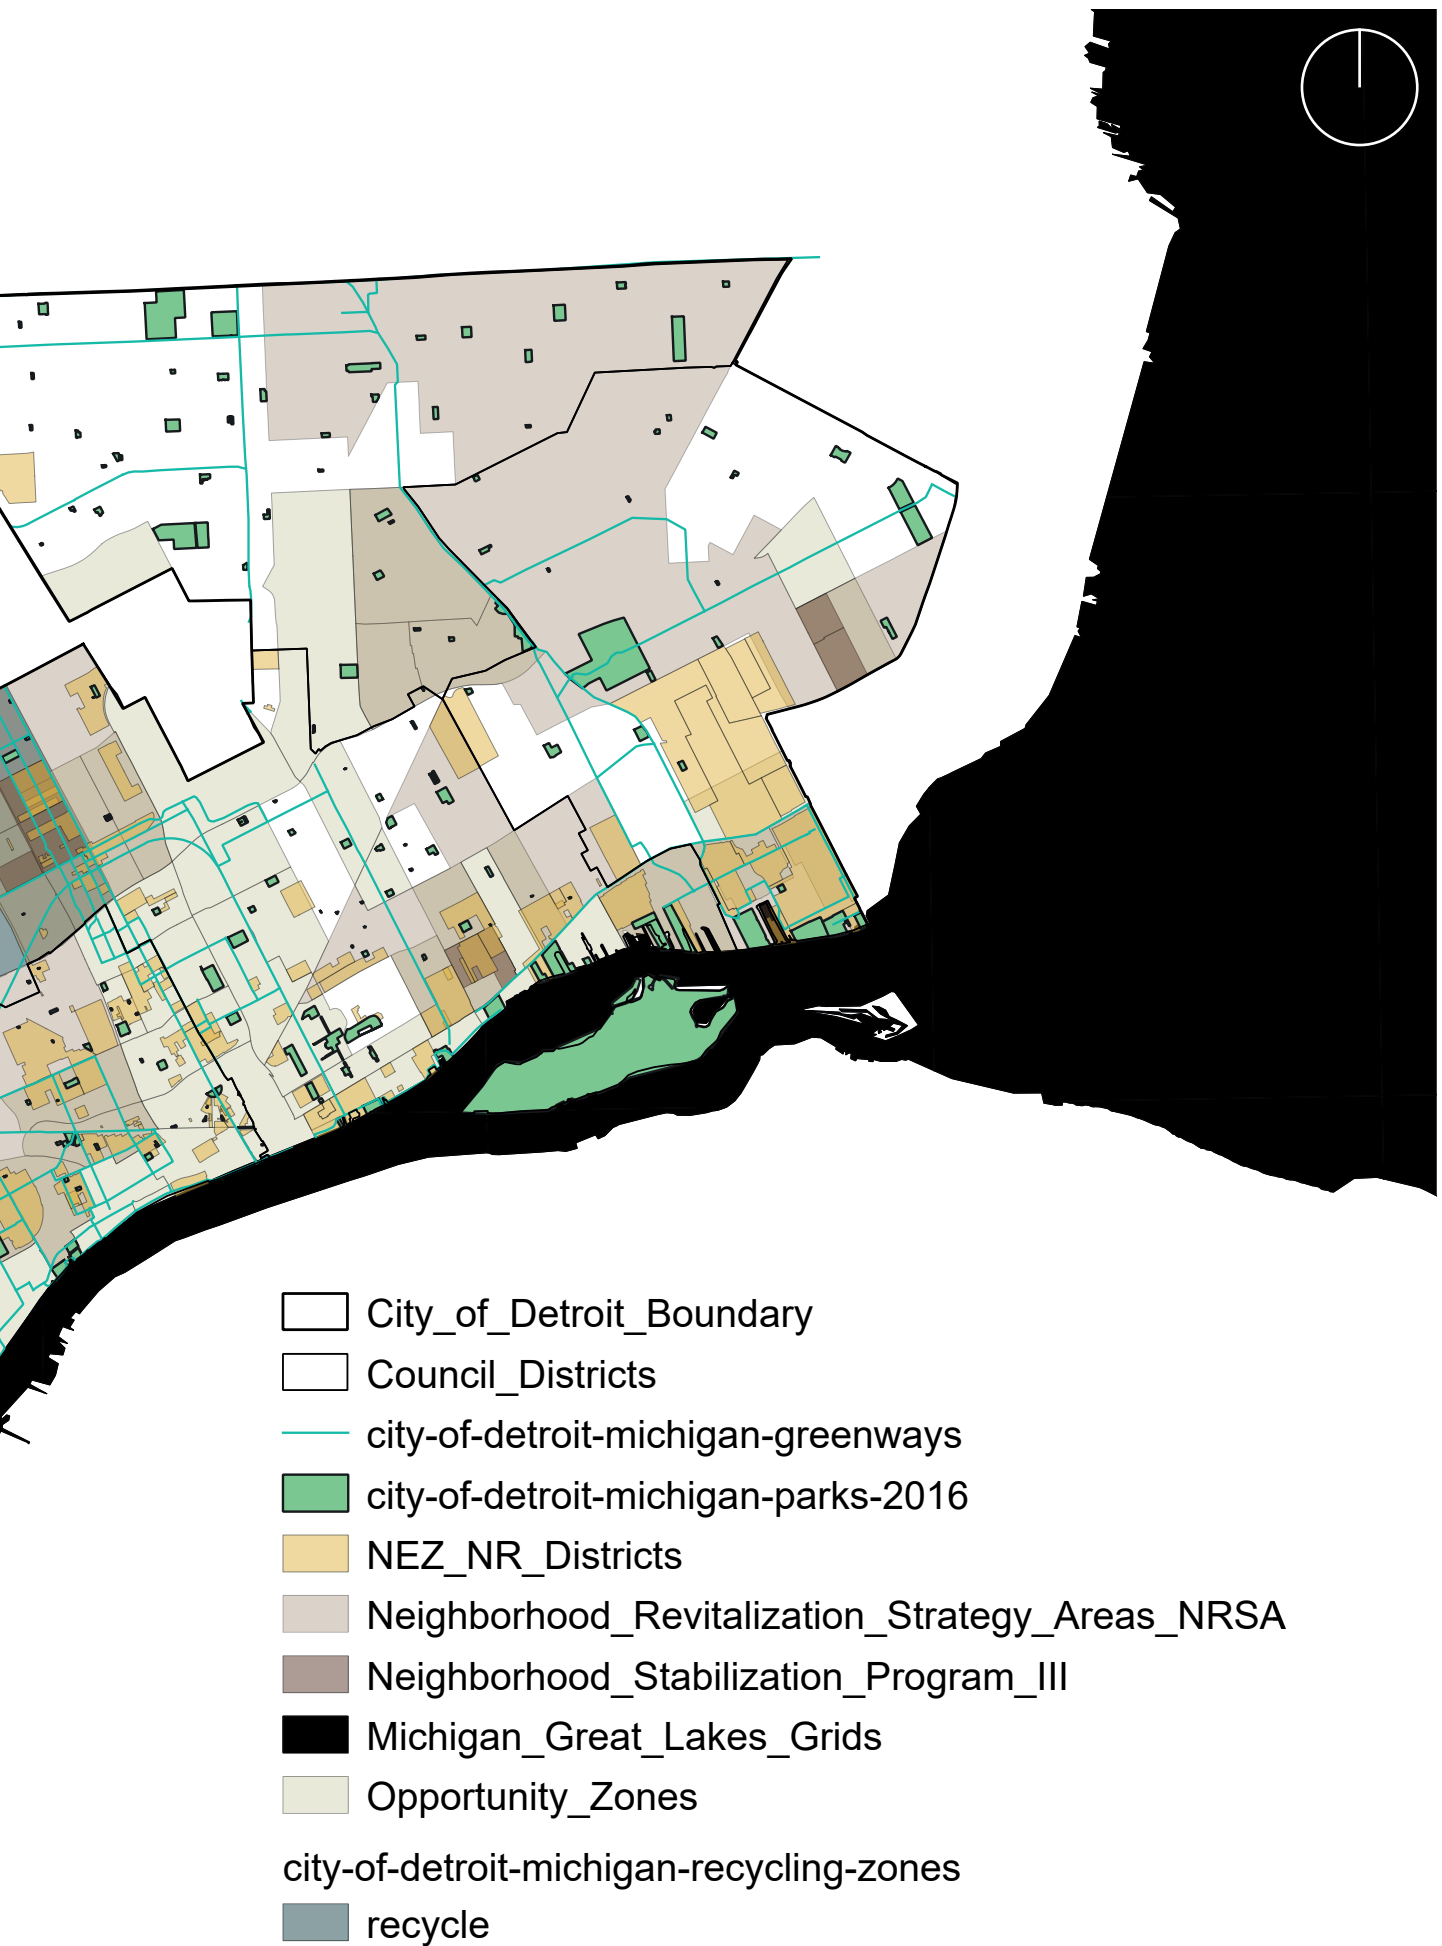 City_of_Detroit_Boundary
Council_Districts
city-of-detroit-michigan-greenways
city-of-detroit-michigan-parks-2016
NEZ_NR_Districts
Neighborhood_Revitalization_Strategy_Areas_NRSA
Neighborhood_Stabilization_Program_III
Michigan_Great_Lakes_Grids
Opportunity_Zones
city-of-detroit-michigan-recycling-zones
recycle